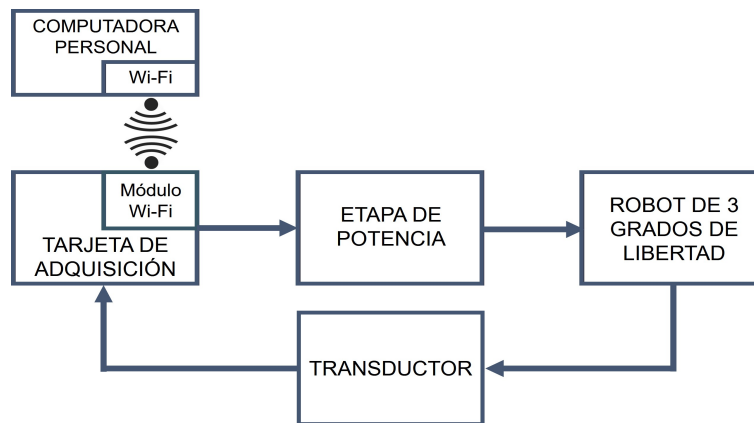 COMPUTADORA
PERSONAL
Wi-Fi
Módulo
Wi-Fi
TARJETA DE
ADQUISICIÓN
ETAPA DE
POTENCIA
ROBOT DE 3
GRADOS DE
LIBERTAD
TRANSDUCTOR